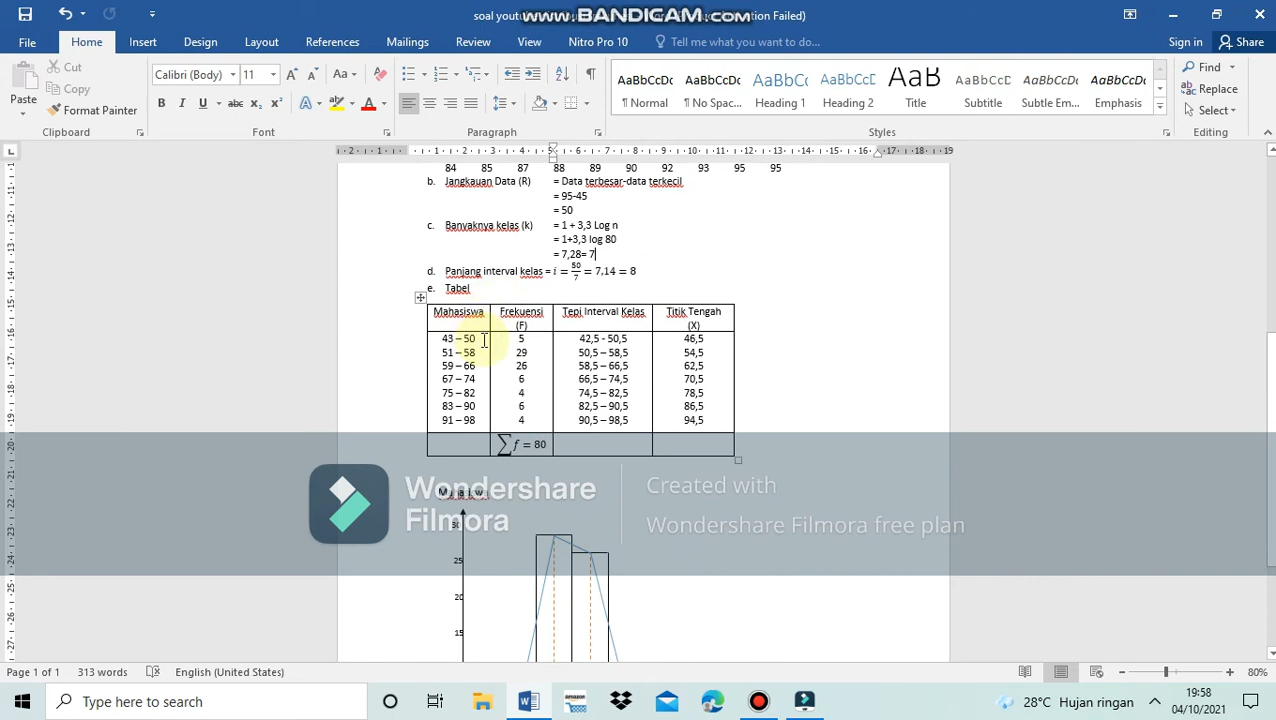 soal youtu
www.BANDICAM.com
tion Failed)
File Home Insert Design Layout References Mailings Review View Nitro Pro 10 Tell me what you want to do... Sign in Share
Paste Cut Copy Format Painter
Calibri (Body) 11
AaBbCcDc AaBbCcDc AaBbCcDc AaBbCcDc AaB AaBbCcDc AaBbCcDc AaBbCcDc
¶ Normal ¶ No Spac... Heading 1 Heading 2 Title Subtitle Subtle Em... Emphasis
Find Replace Select
Clipboard Font Paragraph Styles Editing
84 85 87 88 89 90 92 93 95 95
b. Jangkauan Data (R) = Data terbesar-data terkecil
= 95-45
= 50
c. Banyaknya kelas (k) = 1 + 3,3 Log n
= 1+3,3 log 80
= 7,28= 7
d. Panjang interval kelas = i = 50/7 = 7,14 = 8
e. Tabel
Mahasiswa Frekuensi (F) Tepi Interval Kelas Titik Tengah (X)
43 – 50 5 42,5 - 50,5 46,5
51 – 58 29 50,5 – 58,5 54,5
59 – 66 26 58,5 – 66,5 62,5
67 – 74 6 66,5 – 74,5 70,5
75 – 82 4 74,5 – 82,5 78,5
83 – 90 6 82,5 – 90,5 86,5
91 – 98 4 90,5 – 98,5 94,5
∑f = 80
Mahasiswa
Wondershare Filmora
Created with
Wondershare Filmora free plan
30
25
20
15
Page 1 of 1 313 words English (United States) 80%
Type here to search
28°C Hujan ringan
19:58
04/10/2021